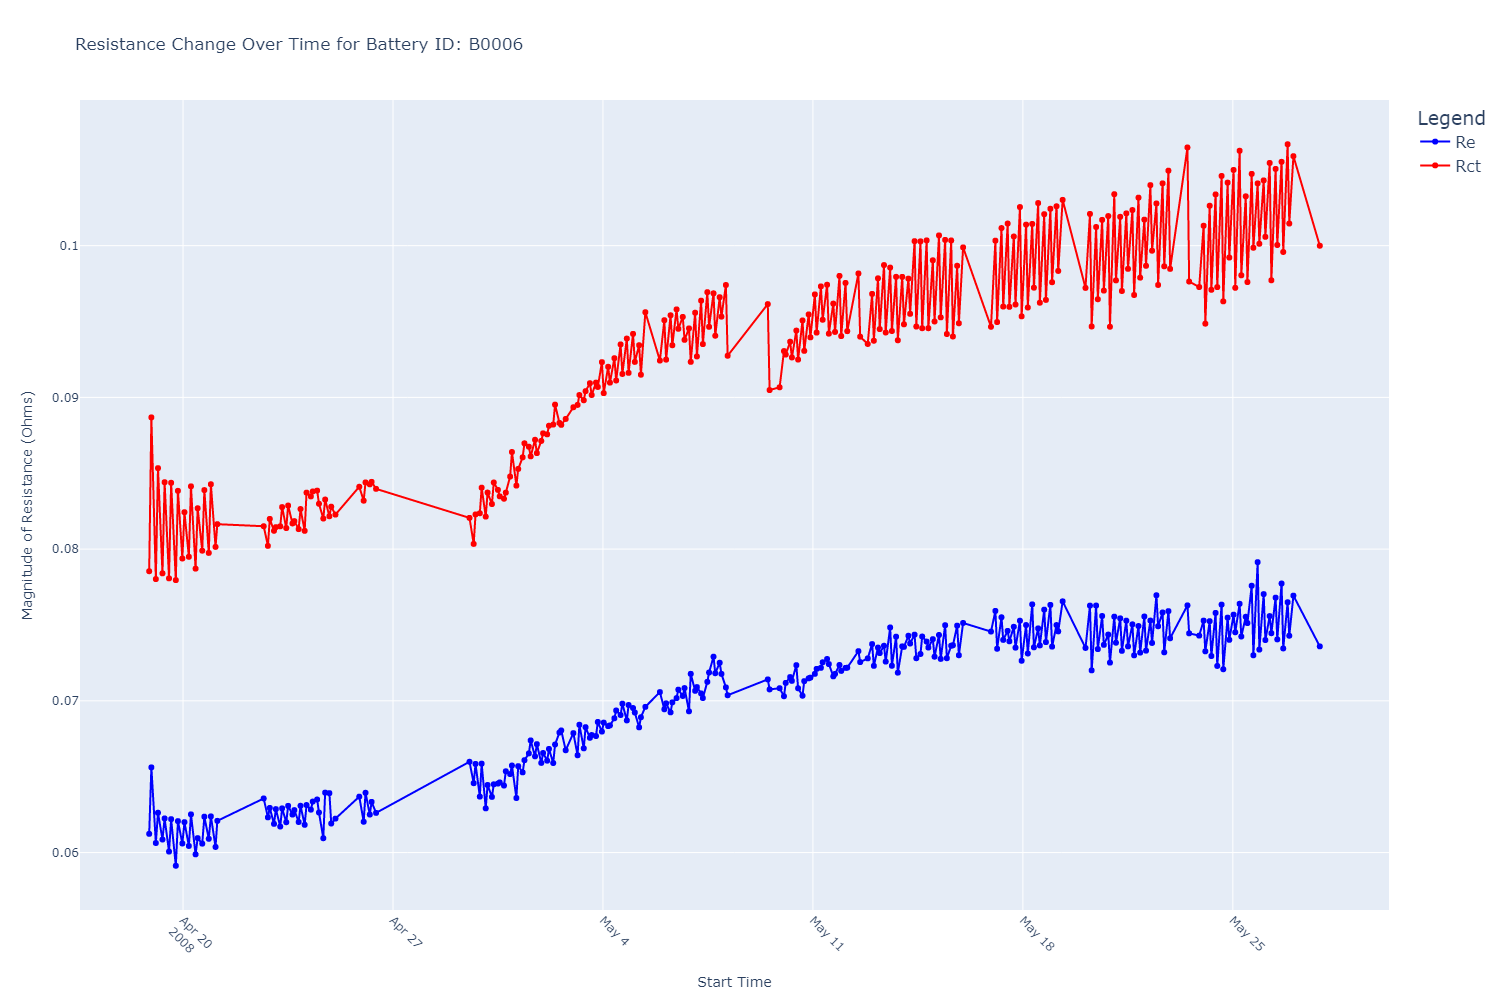 Resistance Change Over Time for Battery ID: B0006
Legend
Re
Rct
Magnitude of Resistance (Ohms)
0.1
0.09
0.08
0.07
0.06
Apr 20
2008
Apr 27
May 4
May 11
May 18
May 25
Start Time